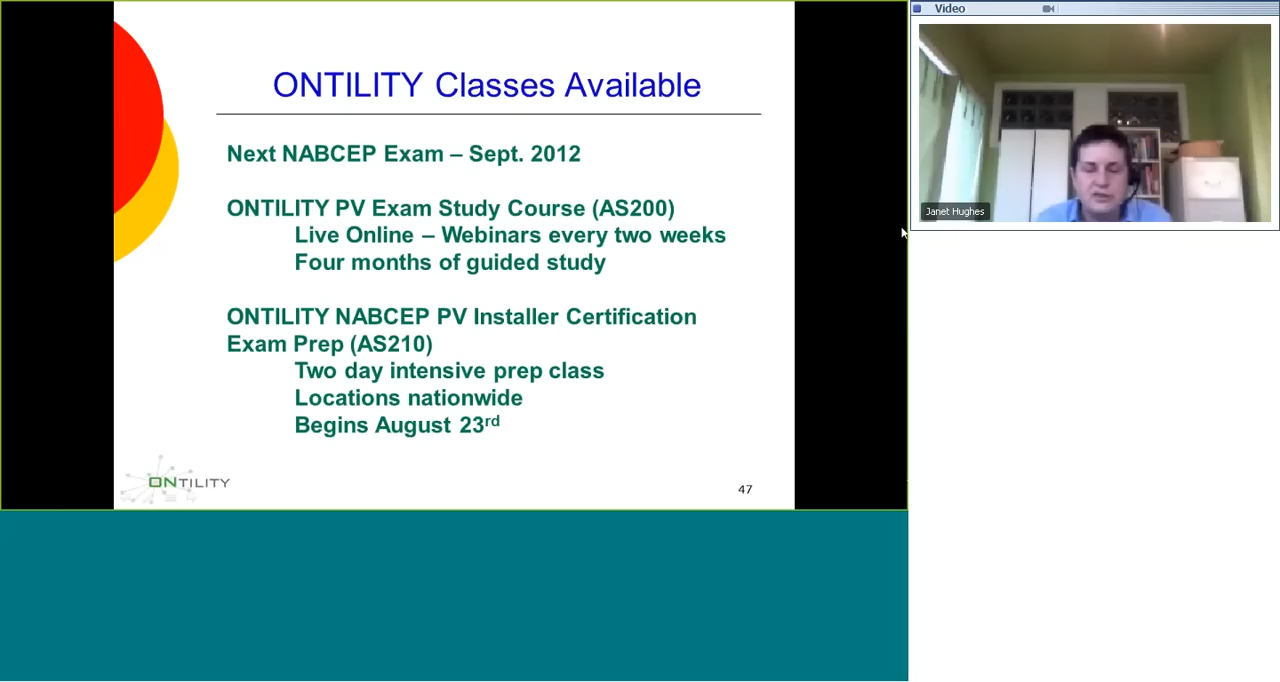 ONTILITY Classes Available
Next NABCEP Exam – Sept. 2012
ONTILITY PV Exam Study Course (AS200)
Live Online – Webinars every two weeks
Four months of guided study
ONTILITY NABCEP PV Installer Certification
Exam Prep (AS210)
Two day intensive prep class
Locations nationwide
Begins August 23rd
ONTILITY
47
Video
Janet Hughes